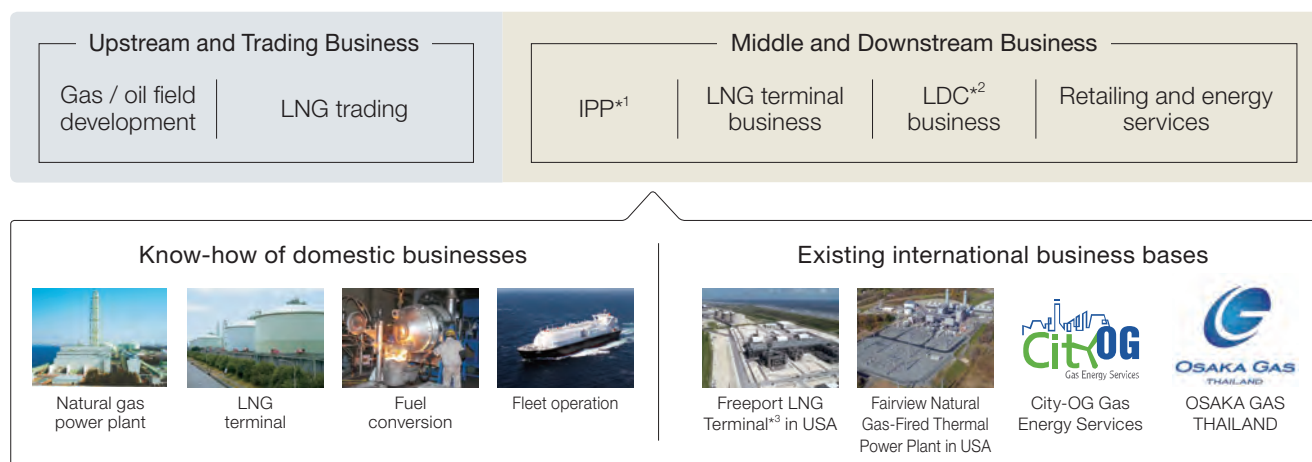 Upstream and Trading Business
Gas / oil field
development
LNG trading
Middle and Downstream Business
IPP*1
LNG terminal
business
LDC*2
business
Retailing and energy
services
Know-how of domestic businesses
Natural gas
power plant
LNG
terminal
Fuel
conversion
Fleet operation
Existing international business bases
Freeport LNG
Terminal*3 in USA
Fairview Natural
Gas-Fired Thermal
Power Plant in USA
City OG
Gas Energy Services
City-OG Gas
Energy Services
OSAKA GAS
THAILAND
OSAKA GAS
THAILAND